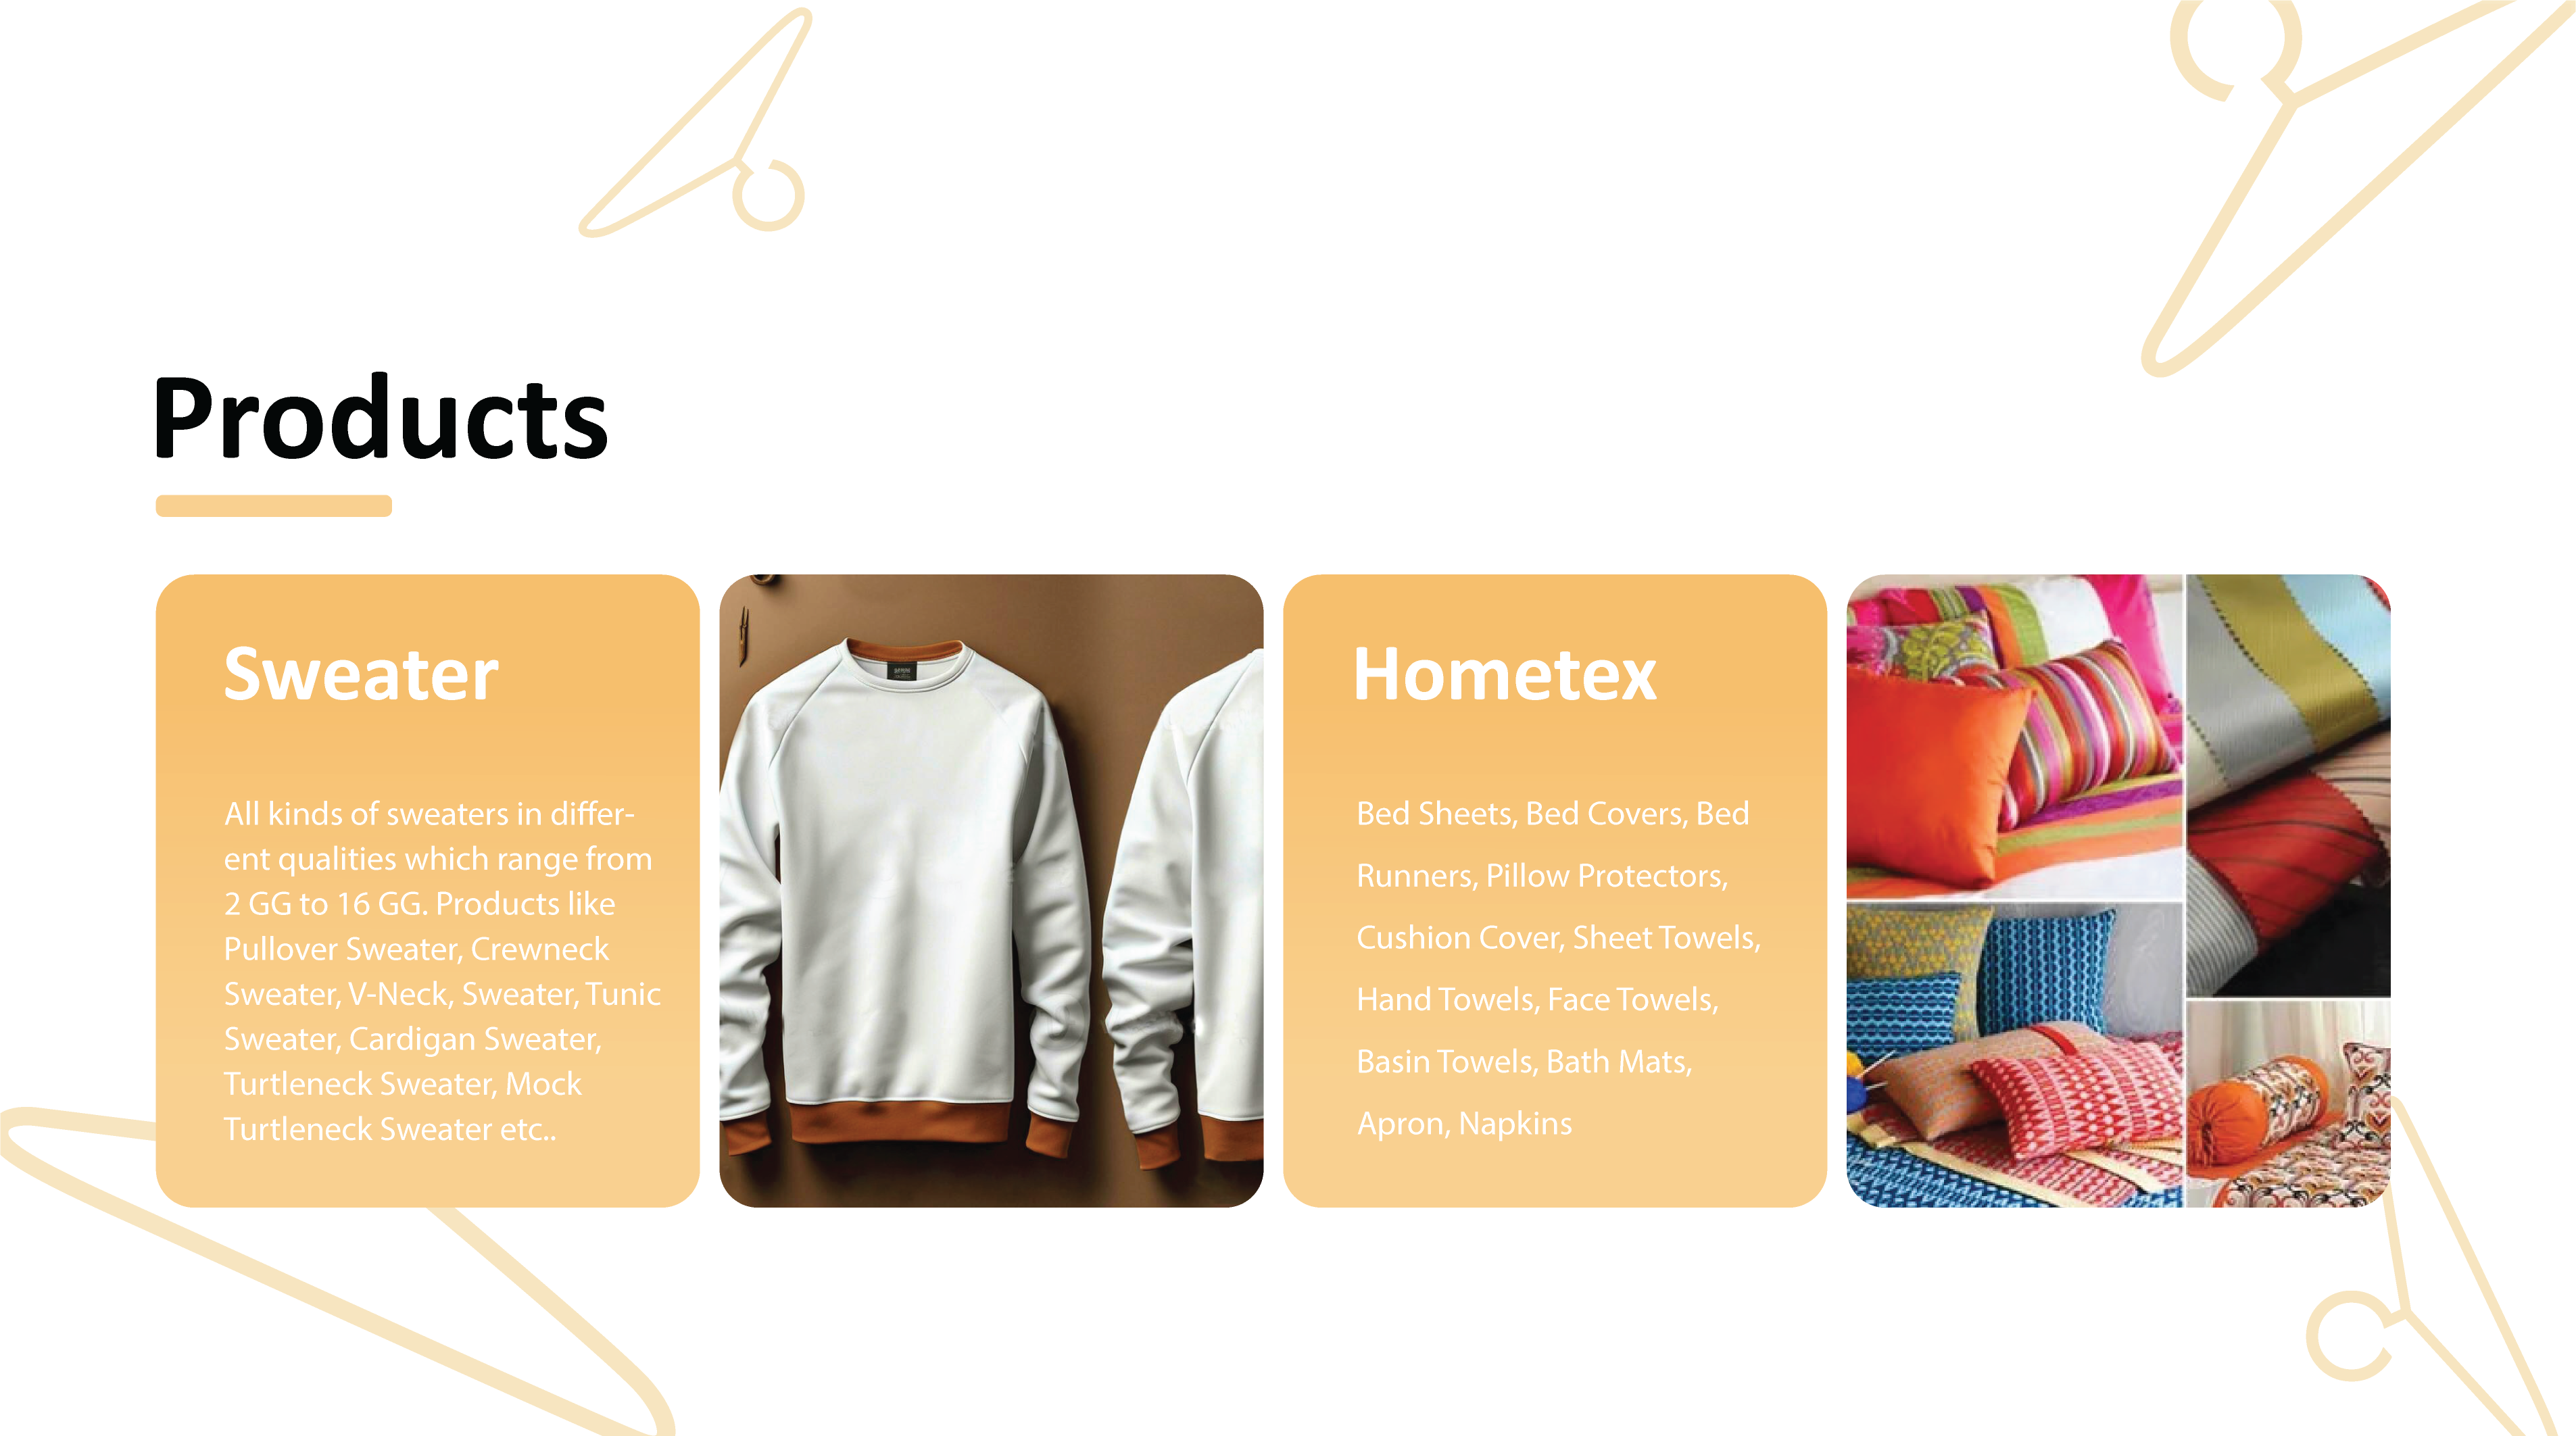 Products
Sweater
All kinds of sweaters in differ-
ent qualities which range from
2 GG to 16 GG. Products like
Pullover Sweater, Crewneck
Sweater, V-Neck, Sweater, Tunic
Sweater, Cardigan Sweater,
Turtleneck Sweater, Mock
Turtleneck Sweater etc..
Hometex
Bed Sheets, Bed Covers, Bed
Runners, Pillow Protectors,
Cushion Cover, Sheet Towels,
Hand Towels, Face Towels,
Basin Towels, Bath Mats,
Apron, Napkins